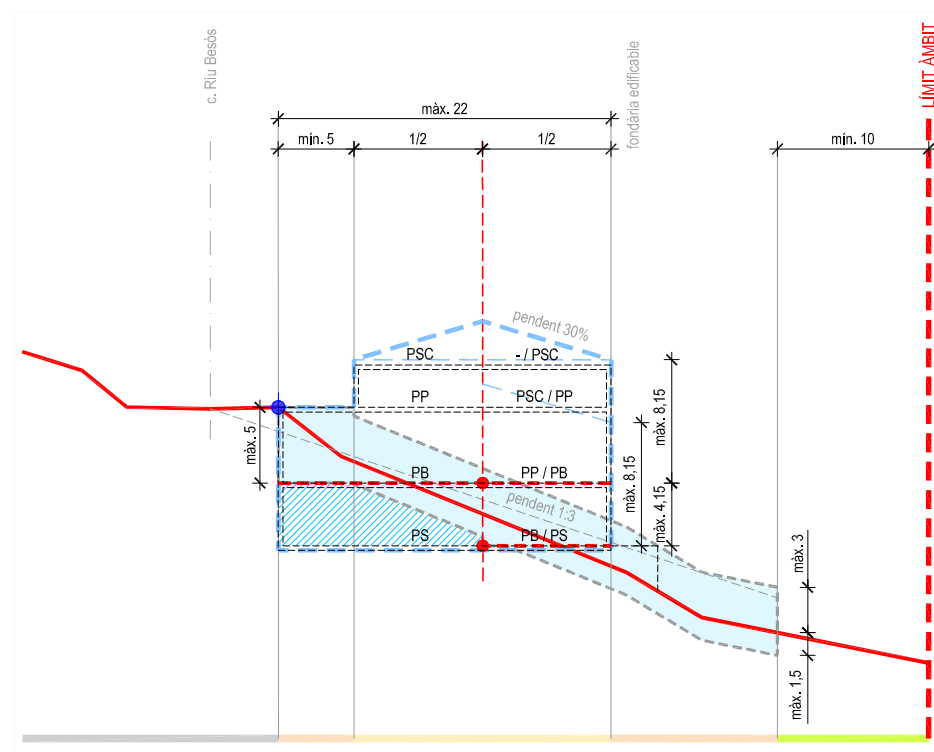 c. Riu Besòs
màx. 22
fondària edificable
LÍMIT ÀMBIT
mín. 5
1/2
1/2
mín. 10
pendent 30%
PSC
- / PSC
PP
PSC / PP
màx. 8,15
màx. 5
màx. 8,15
PB
PP / PB
pendent 1:3
màx. 4,15
PS
PB / PS
màx. 3
màx. 1,5